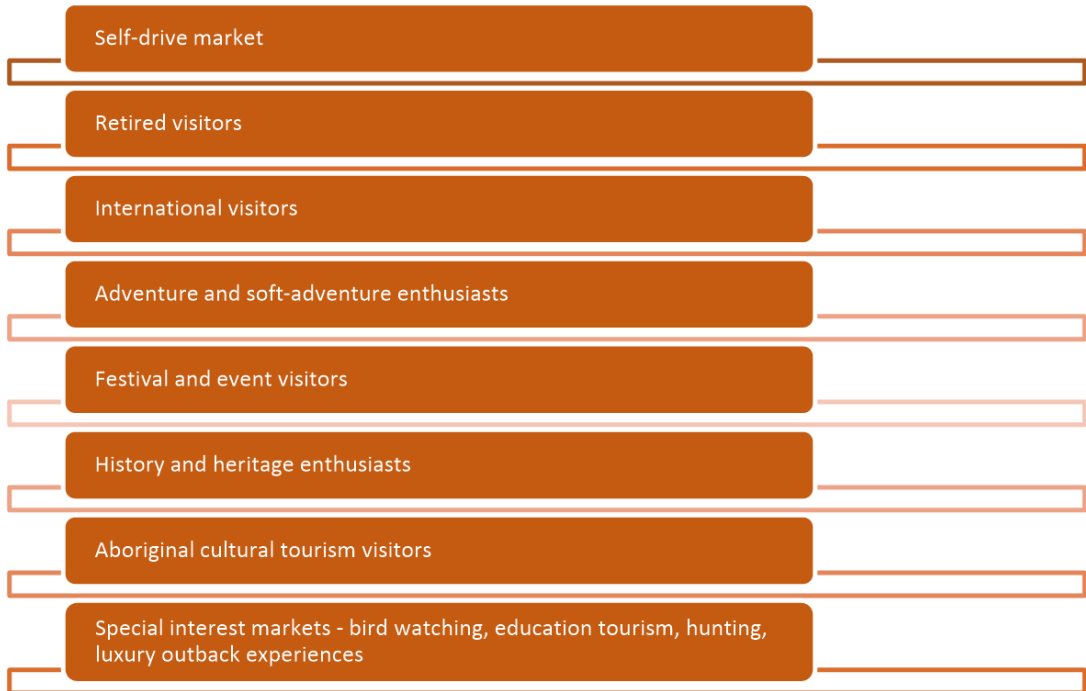 Self-drive market
Retired visitors
International visitors
Adventure and soft-adventure enthusiasts
Festival and event visitors
History and heritage enthusiasts
Aboriginal cultural tourism visitors
Special interest markets - bird watching, education tourism, hunting,
luxury outback experiences